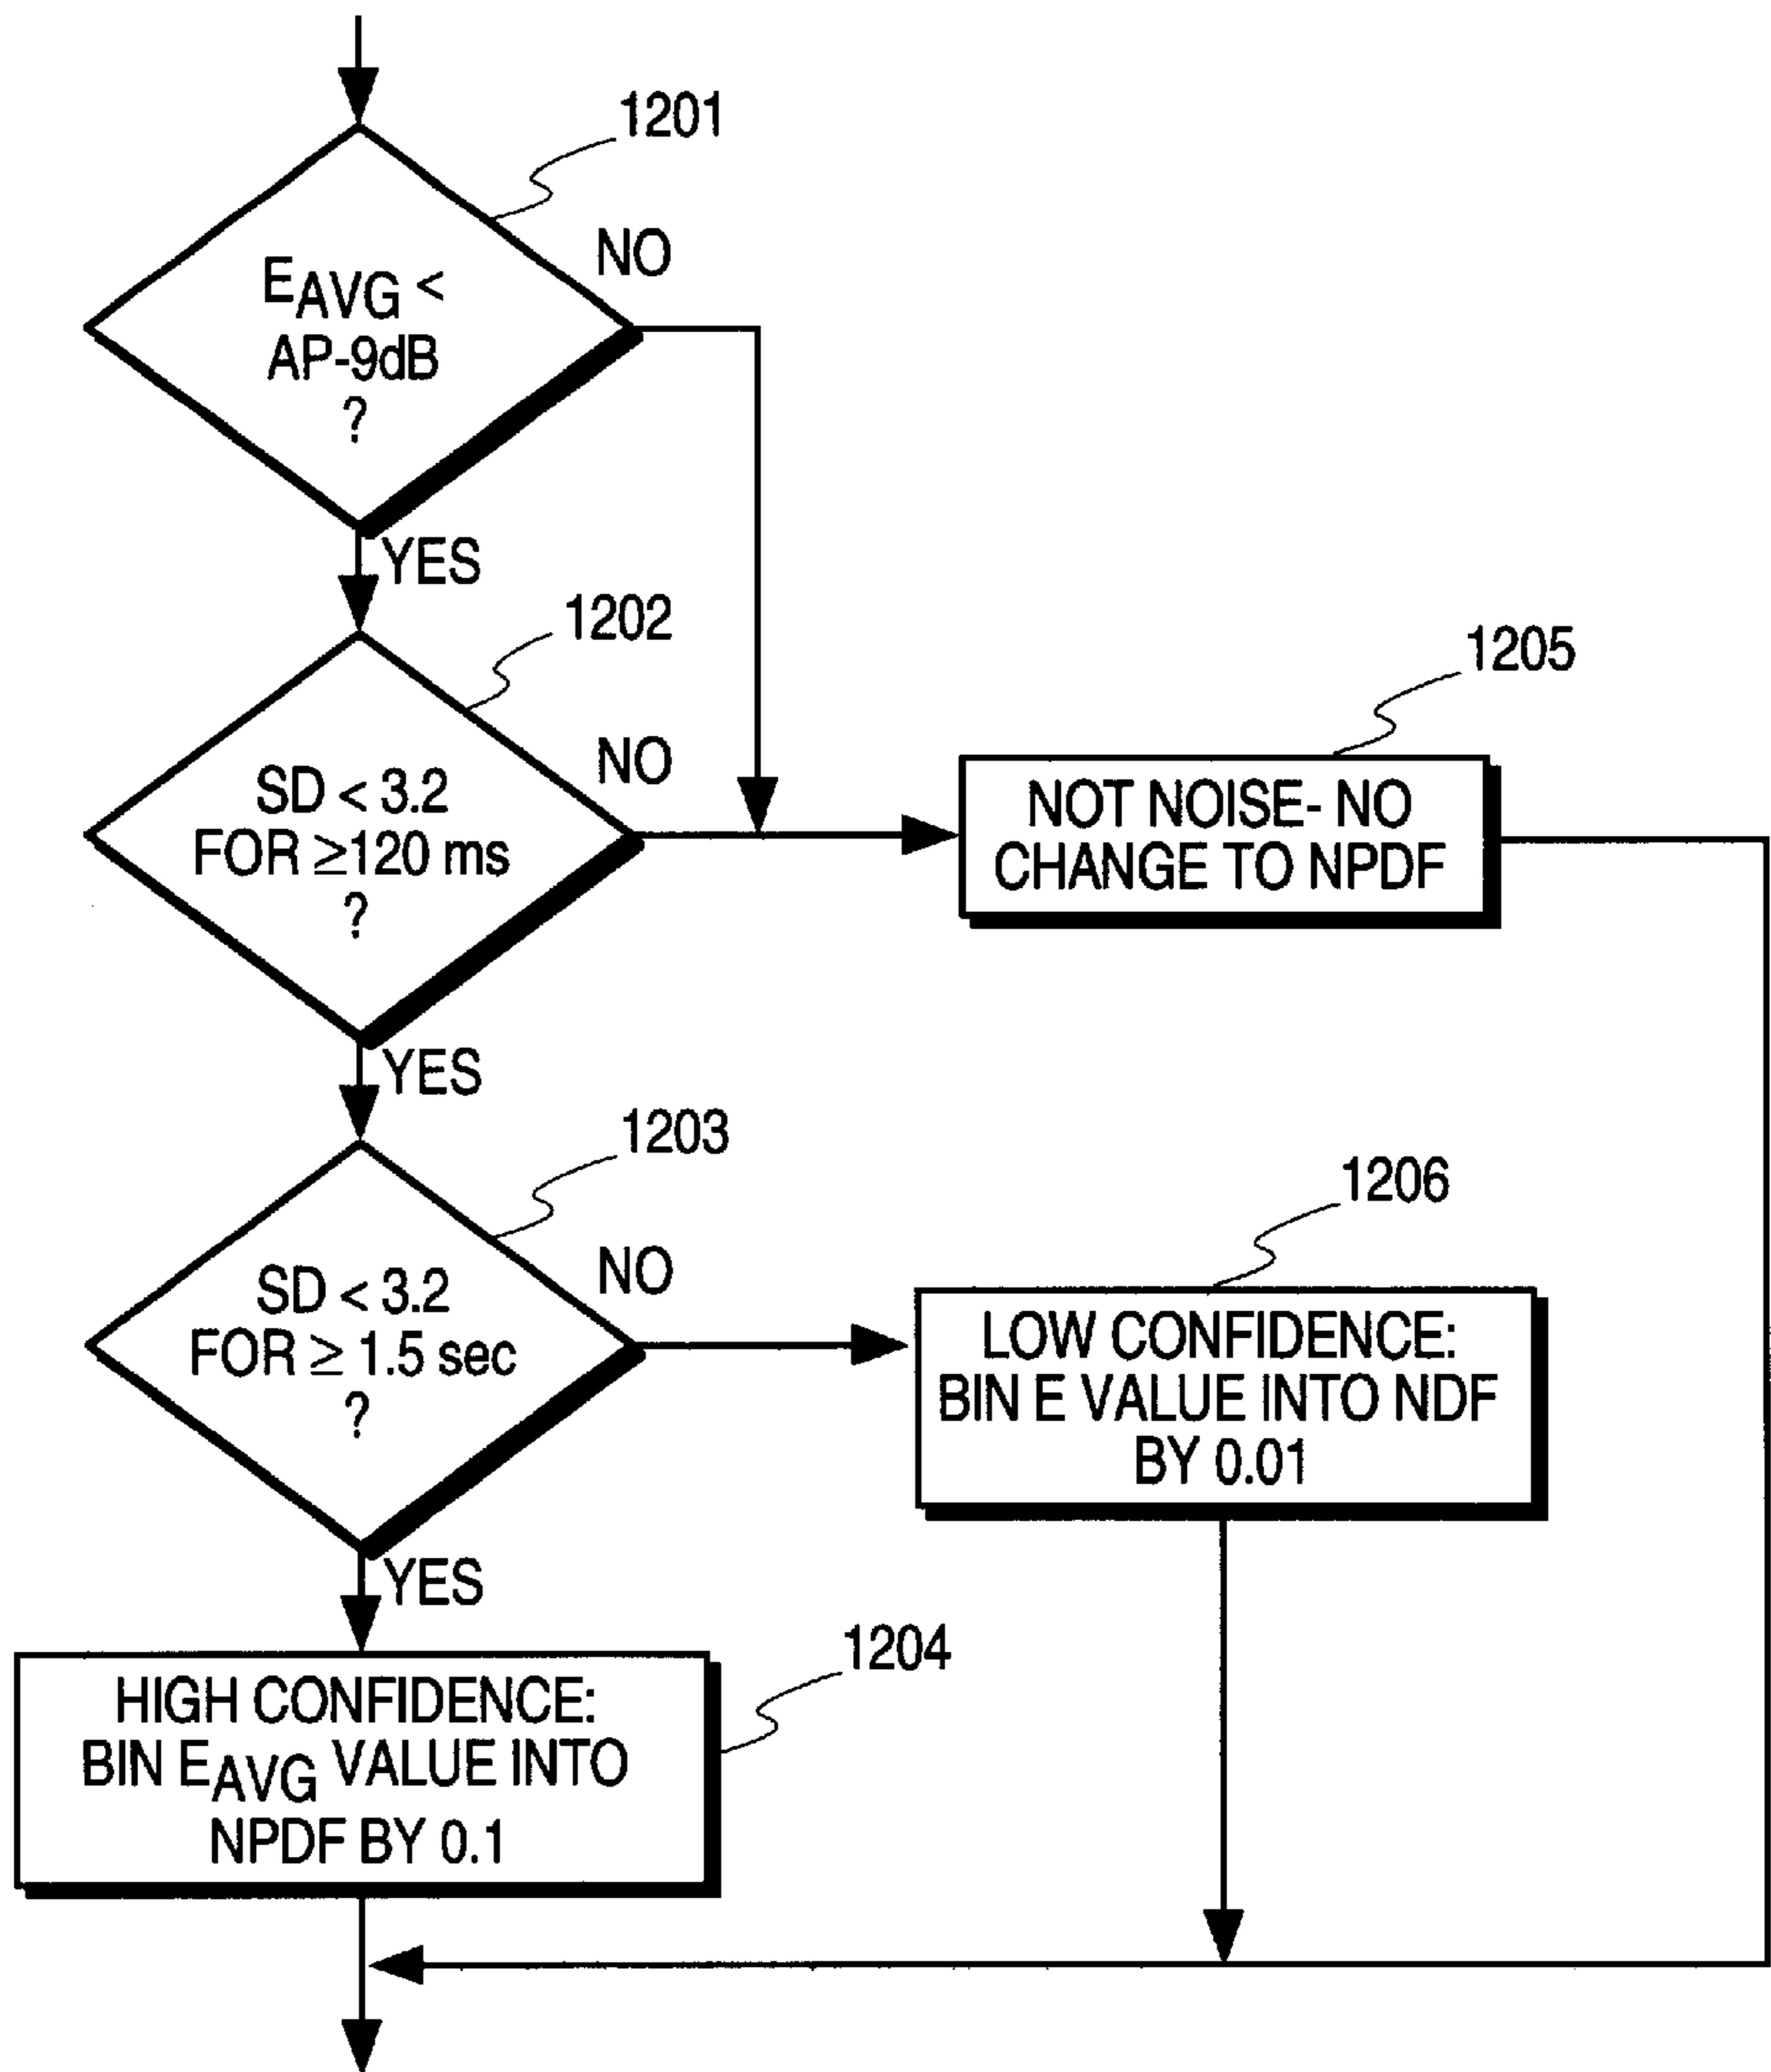 1201
EAVG <
AP-9dB
?
NO
YES
1202
SD < 3.2
FOR ≥120 ms
?
NO
1205
NOT NOISE- NO
CHANGE TO NPDF
YES
1203
SD < 3.2
FOR ≥ 1.5 sec
?
NO
1206
LOW CONFIDENCE:
BIN E VALUE INTO NDF
BY 0.01
YES
1204
HIGH CONFIDENCE:
BIN EAVG VALUE INTO
NPDF BY 0.1